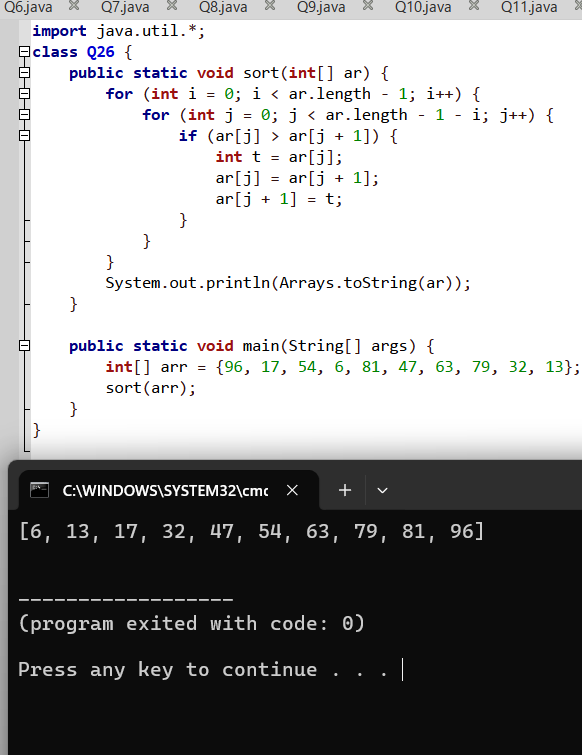 Q6.java Q7.java Q8.java Q9.java Q10.java Q11.java
import java.util.*;
class Q26 {
    public static void sort(int[] ar) {
        for (int i = 0; i < ar.length - 1; i++) {
            for (int j = 0; j < ar.length - 1 - i; j++) {
                if (ar[j] > ar[j + 1]) {
                    int t = ar[j];
                    ar[j] = ar[j + 1];
                    ar[j + 1] = t;
                }
            }
        }
        System.out.println(Arrays.toString(ar));
    }
    public static void main(String[] args) {
        int[] arr = {96, 17, 54, 6, 81, 47, 63, 79, 32, 13};
        sort(arr);
    }
}
C:\WINDOWS\SYSTEM32\cmd
[6, 13, 17, 32, 47, 54, 63, 79, 81, 96]
------------------
(program exited with code: 0)
Press any key to continue . . .